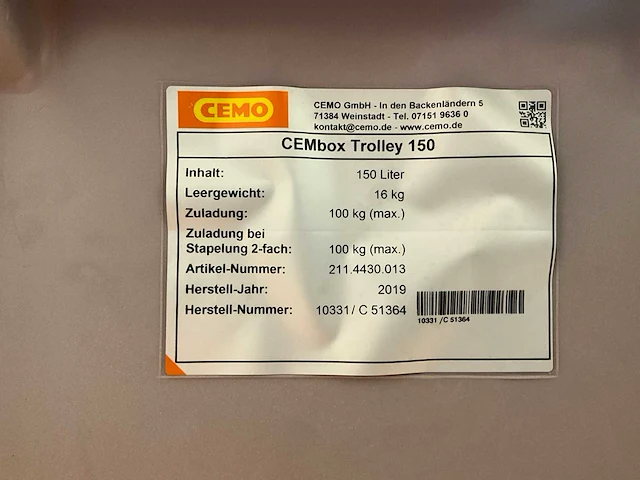 CEMO
CEMO GmbH - In den Backenländern 5
71384 Weinstadt - Tel. 07151 9636 0
kontakt@cemo.de - www.cemo.de
CEMbox Trolley 150
Inhalt: 150 Liter
Leergewicht: 16 kg
Zuladung: 100 kg (max.)
Zuladung bei
Stapelung 2-fach: 100 kg (max.)
Artikel-Nummer: 211.4430.013
Herstell-Jahr: 2019
Herstell-Nummer: 10331/ C 51364
10331 /C 51364